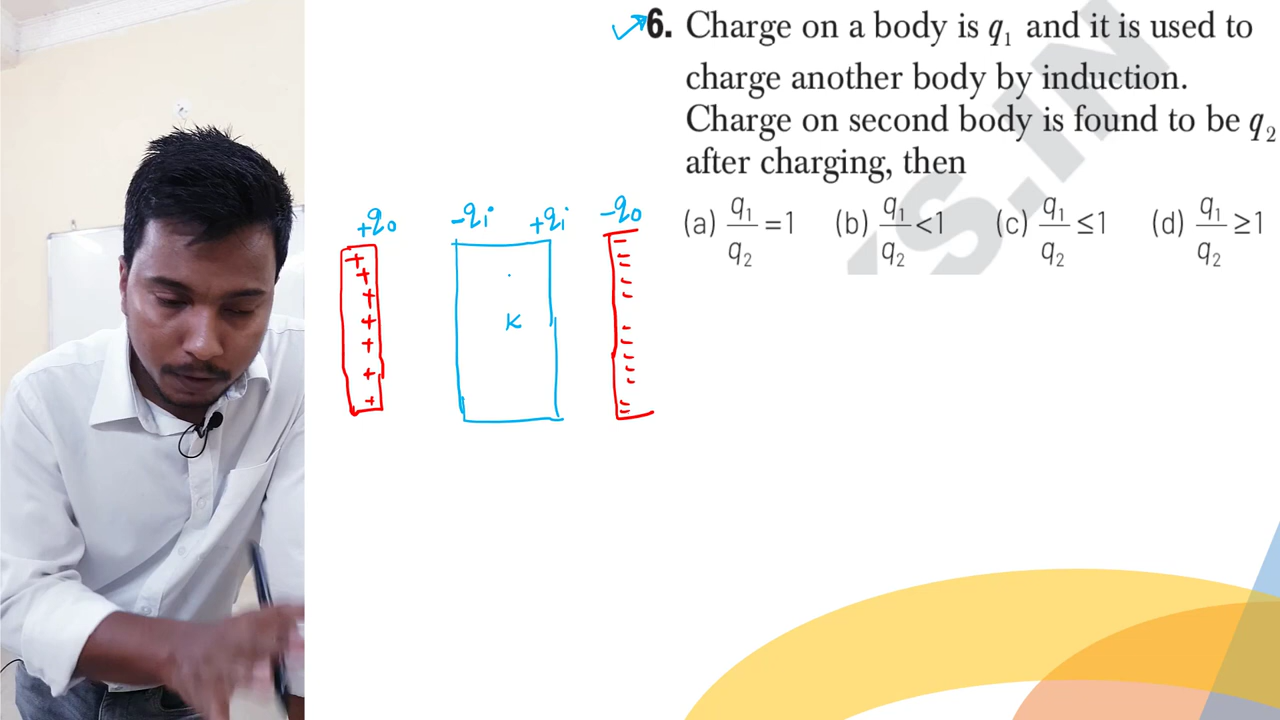 6. Charge on a body is q₁ and it is used to
charge another body by induction.
Charge on second body is found to be q₂
after charging, then
(a) q₁/q₂ = 1 (b) q₁/q₂ < 1 (c) q₁/q₂ ≤ 1 (d) q₁/q₂ ≥ 1
+q₀ -qᵢ +qᵢ -q₀
K
S.IN